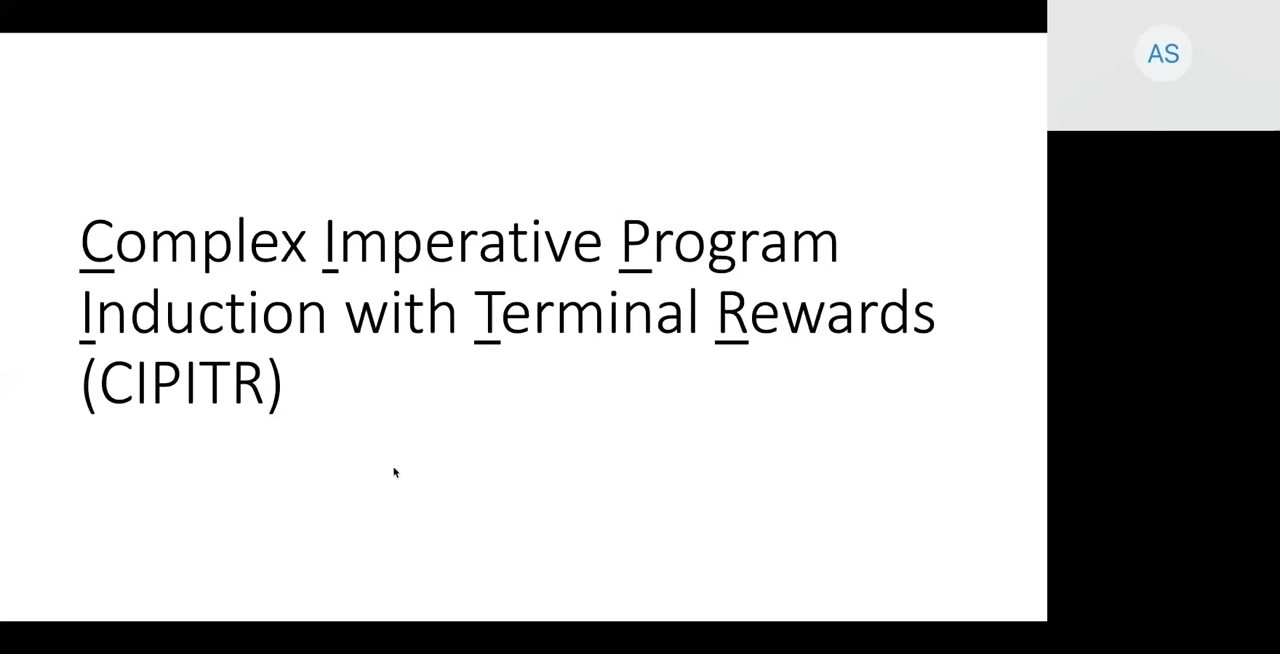 Complex Imperative Program
Induction with Terminal Rewards
(CIPITR)
AS